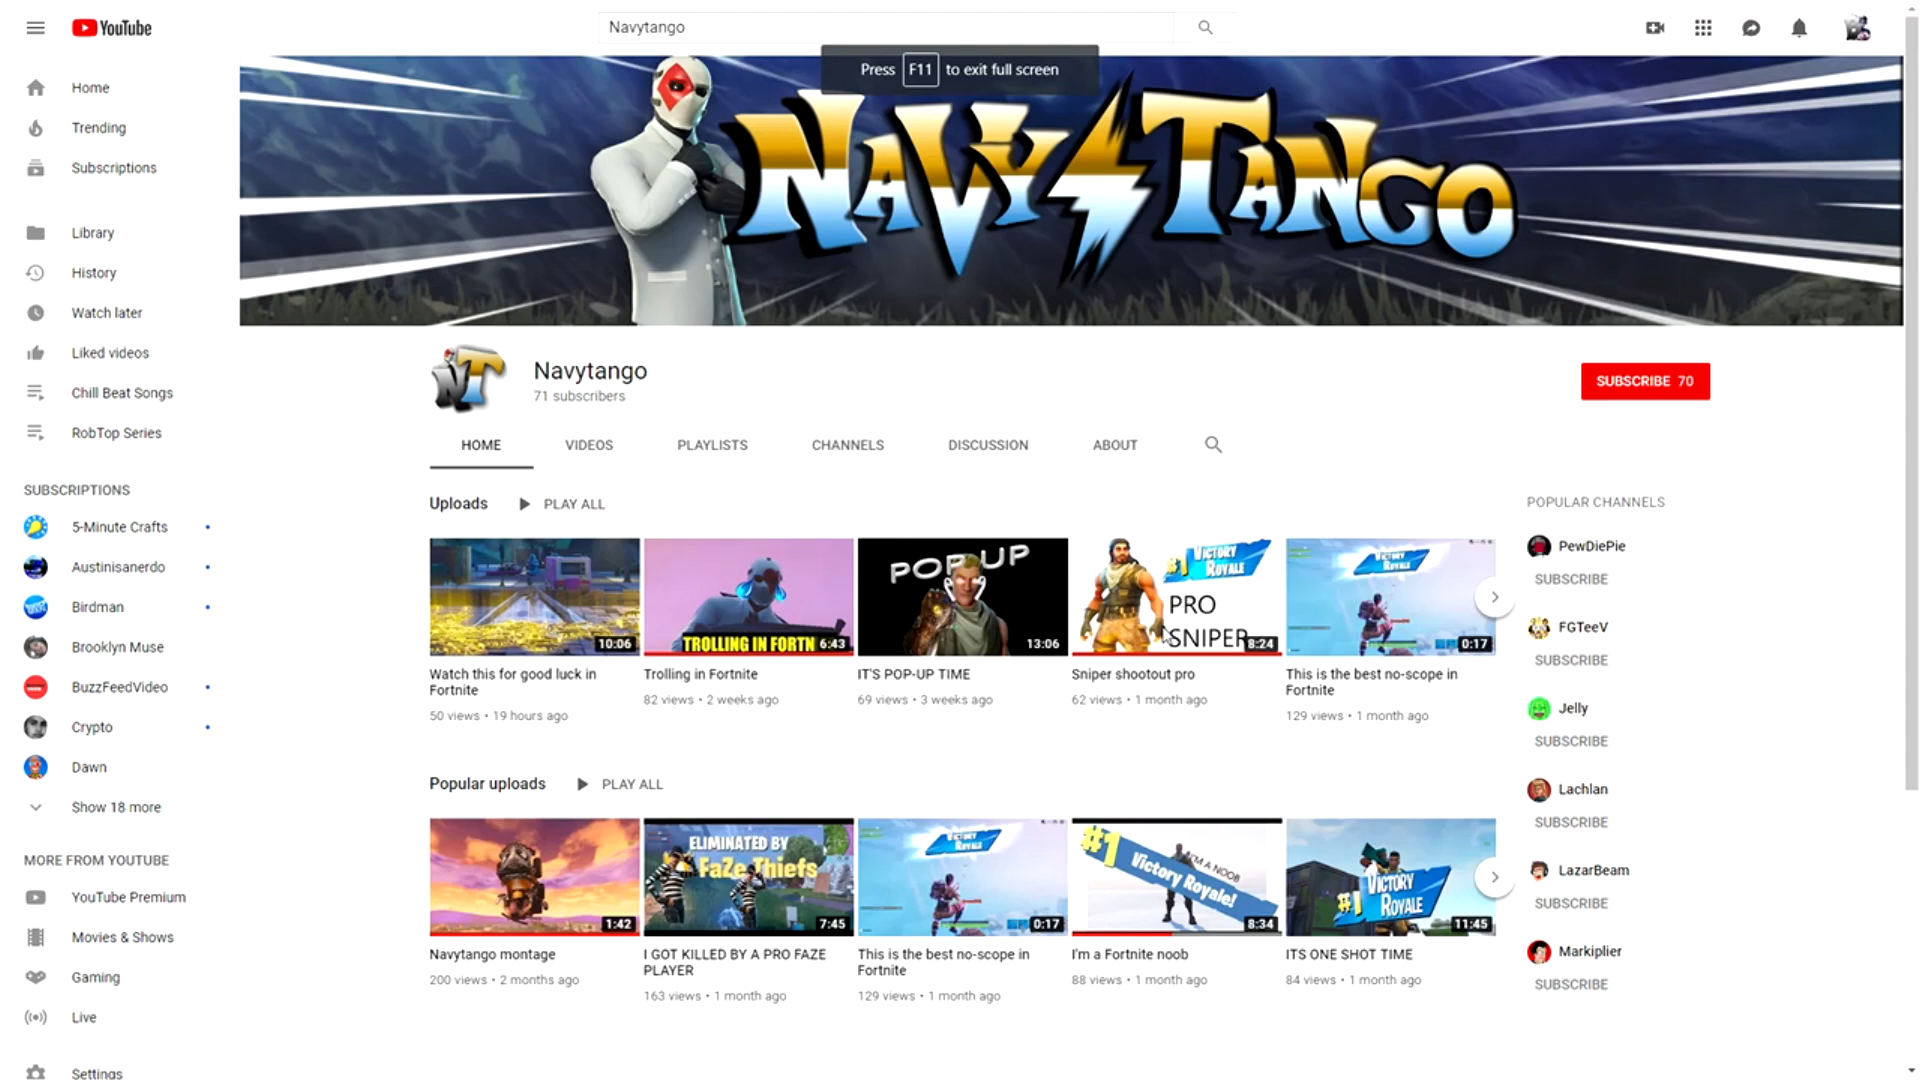 YouTube
Navytango
Press F11 to exit full screen
NAVYTANGO
Home
Trending
Subscriptions
Library
History
Watch later
Liked videos
Chill Beat Songs
RobTop Series
SUBSCRIPTIONS
5-Minute Crafts
Austinisanerdo
Birdman
Brooklyn Muse
BuzzFeedVideo
Crypto
Dawn
Show 18 more
MORE FROM YOUTUBE
YouTube Premium
Movies & Shows
Gaming
Live
Settings
NT
Navytango
71 subscribers
SUBSCRIBE 70
HOME VIDEOS PLAYLISTS CHANNELS DISCUSSION ABOUT
Uploads PLAY ALL
10:06
Watch this for good luck in
Fortnite
50 views • 19 hours ago
TROLLING IN FORTN 6:43
Trolling in Fortnite
82 views • 2 weeks ago
POP UP
13:06
IT'S POP-UP TIME
69 views • 3 weeks ago
#1 VICTORY
ROYALE
PRO
SNIPER
8:24
Sniper shootout pro
62 views • 1 month ago
VICTORY
ROYALE
0:17
This is the best no-scope in
Fortnite
129 views • 1 month ago
Popular uploads PLAY ALL
1:42
Navytango montage
200 views • 2 months ago
ELIMINATED BY
FaZe Thiefs
7:45
I GOT KILLED BY A PRO FAZE
PLAYER
163 views • 1 month ago
VICTORY
ROYALE
0:17
This is the best no-scope in
Fortnite
129 views • 1 month ago
#1 Victory Royale!
I'M A NOOB
8:34
I'm a Fortnite noob
88 views • 1 month ago
#1 VICTORY
ROYALE
11:45
ITS ONE SHOT TIME
84 views • 1 month ago
POPULAR CHANNELS
PewDiePie
SUBSCRIBE
FGTeeV
SUBSCRIBE
Jelly
SUBSCRIBE
Lachlan
SUBSCRIBE
LazarBeam
SUBSCRIBE
Markiplier
SUBSCRIBE